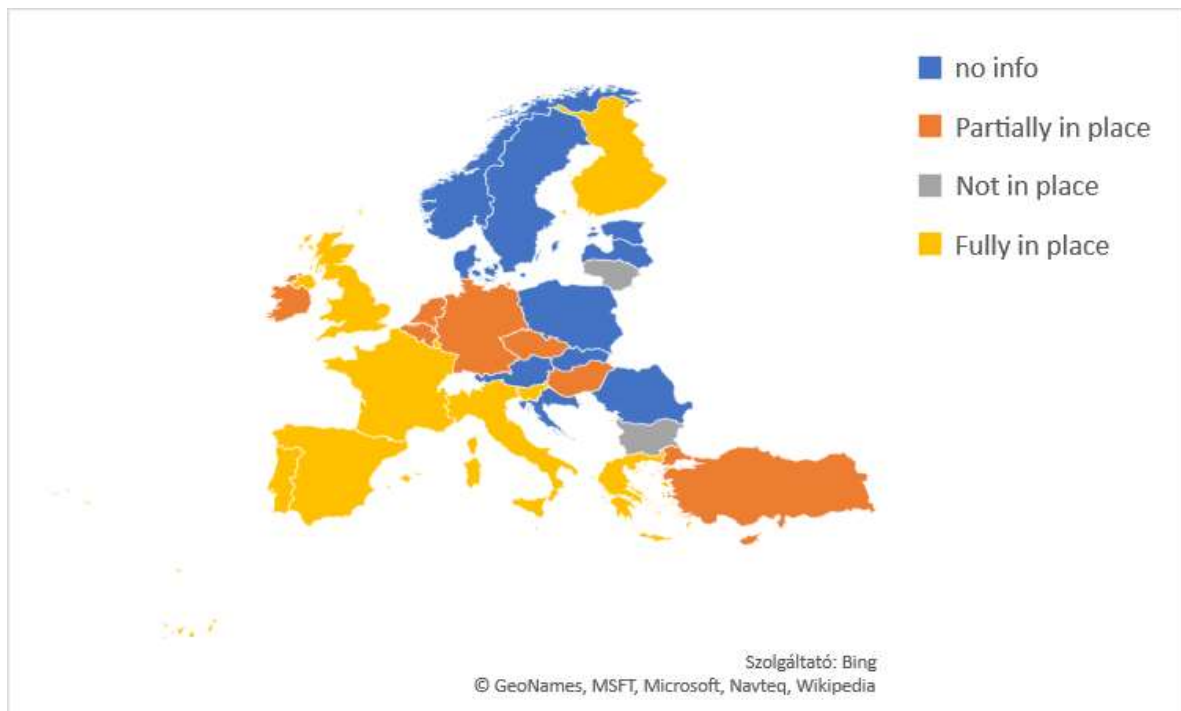 no info
Partially in place
Not in place
Fully in place
Szolgáltató: Bing
© GeoNames, MSFT, Microsoft, Navteq, Wikipedia